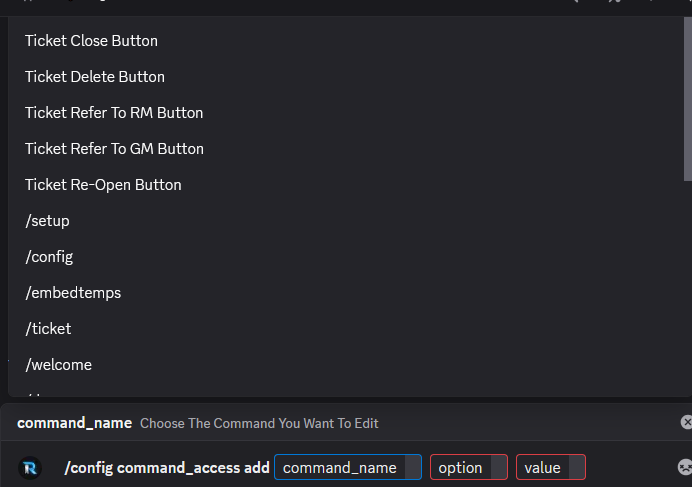 Ticket Close Button
Ticket Delete Button
Ticket Refer To RM Button
Ticket Refer To GM Button
Ticket Re-Open Button
/setup
/config
/embedtemps
/ticket
/welcome
command_name Choose The Command You Want To Edit
/config command_access add command_name option value